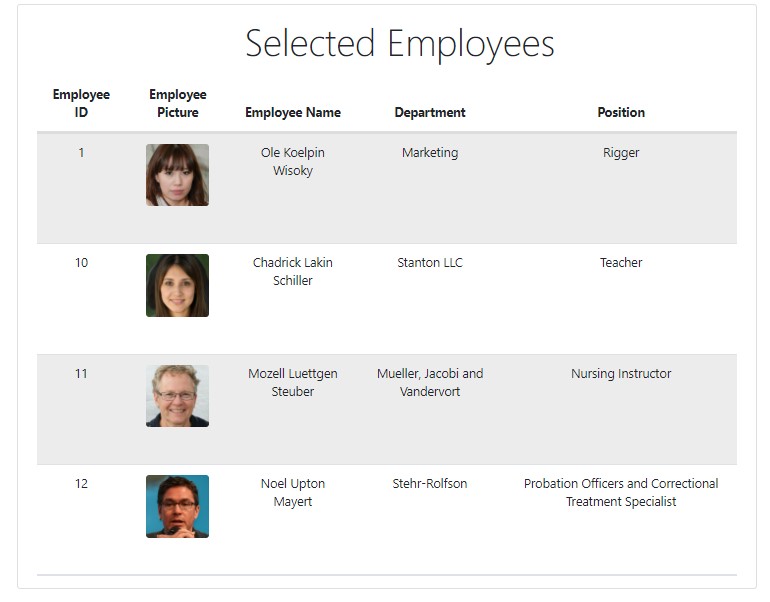 Selected Employees
Employee ID Employee Picture Employee Name Department Position
1 Ole Koelpin Wisoky Marketing Rigger
10 Chadrick Lakin Schiller Stanton LLC Teacher
11 Mozell Luettgen Steuber Mueller, Jacobi and Vandervort Nursing Instructor
12 Noel Upton Mayert Stehr-Rolfson Probation Officers and Correctional Treatment Specialist